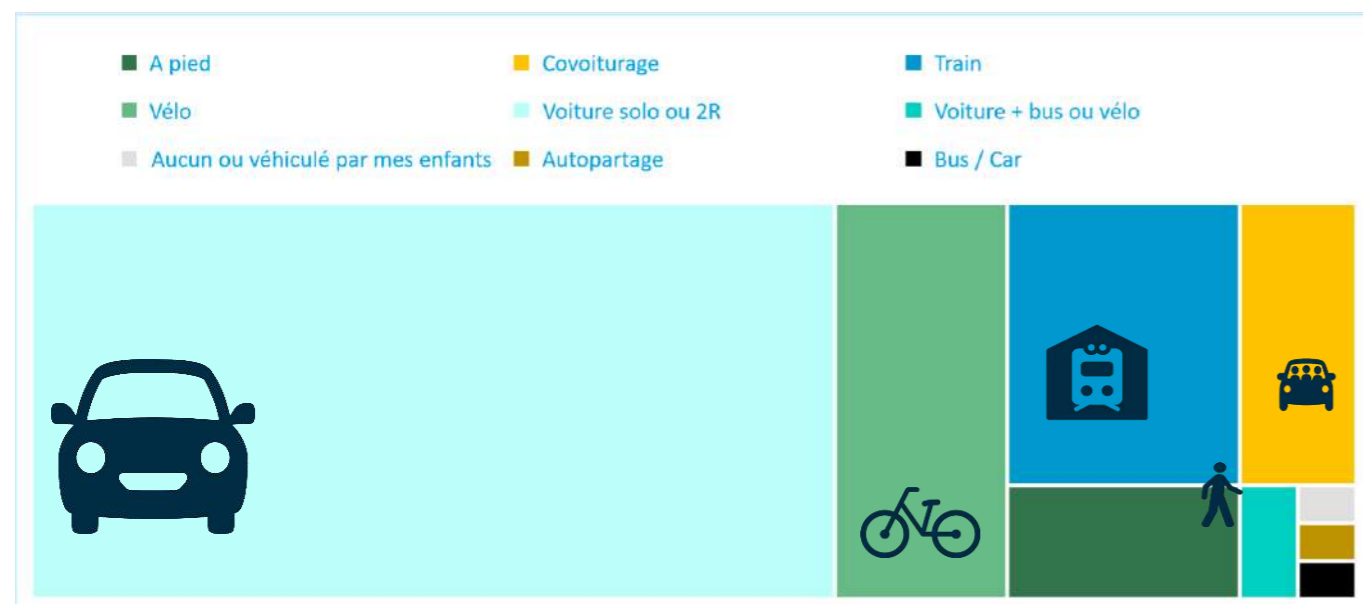 A pied
Covoiturage
Train
Vélo
Voiture solo ou 2R
Voiture + bus ou vélo
Aucun ou véhiculé par mes enfants
Autopartage
Bus / Car